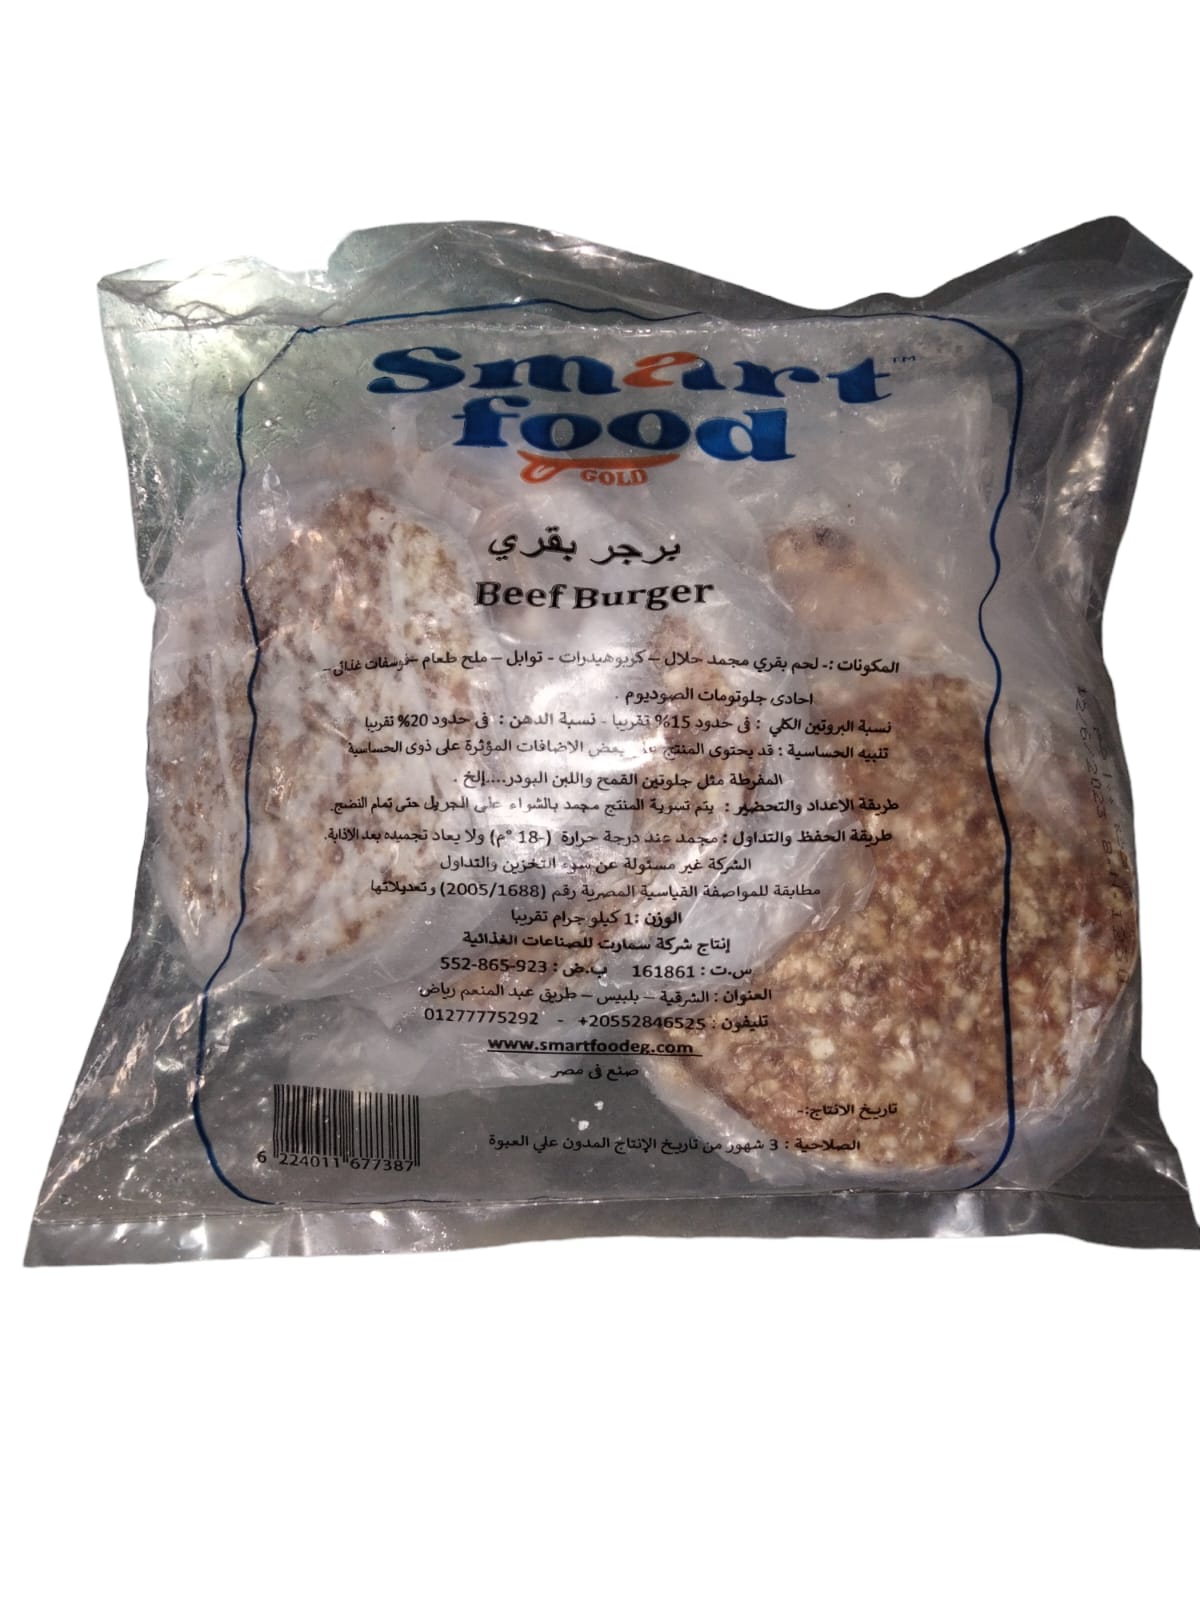 Smart™
food
GOLD
برجر بقري
Beef Burger
المكونات :- لحم بقري مجمد حلال – كربوهيدرات - توابل – ملح طعام – فوسفات غذائي –
احادى جلوتومات الصوديوم .
نسبة البروتين الكلي : فى حدود 15% تقريبا - نسبة الدهن : فى حدود 20% تقريبا
تنبيه الحساسية : قد يحتوى المنتج بعض الاضافات المؤثرة على ذوى الحساسية
المفرطة مثل جلوتين القمح واللبن البودر....إلخ .
طريقة الاعداد والتحضير : يتم تسوية المنتج مجمد بالشواء على الجريل حتى تمام النضج.
طريقة الحفظ والتداول : مجمد عند درجة حرارة (-18 °م) ولا يعاد تجميده بعد الاذابة.
الشركة غير مسئولة عن سوء التخزين والتداول
مطابقة للمواصفة القياسية المصرية رقم (2005/1688) وتعديلاتها
الوزن :1 كيلو جرام تقريبا
إنتاج شركة سمارت للصناعات الغذائية
س.ت : 161861 ب.ض : 923-865-552
العنوان : الشرقية – بلبيس – طريق عبد المنعم رياض
تليفون : 20552846525+ - 01277775292
www.smartfoodeg.com
صنع فى مصر
تاريخ الانتاج:-
الصلاحية : 3 شهور من تاريخ الإنتاج المدون علي العبوة
6 224011 677387
12/6/2023